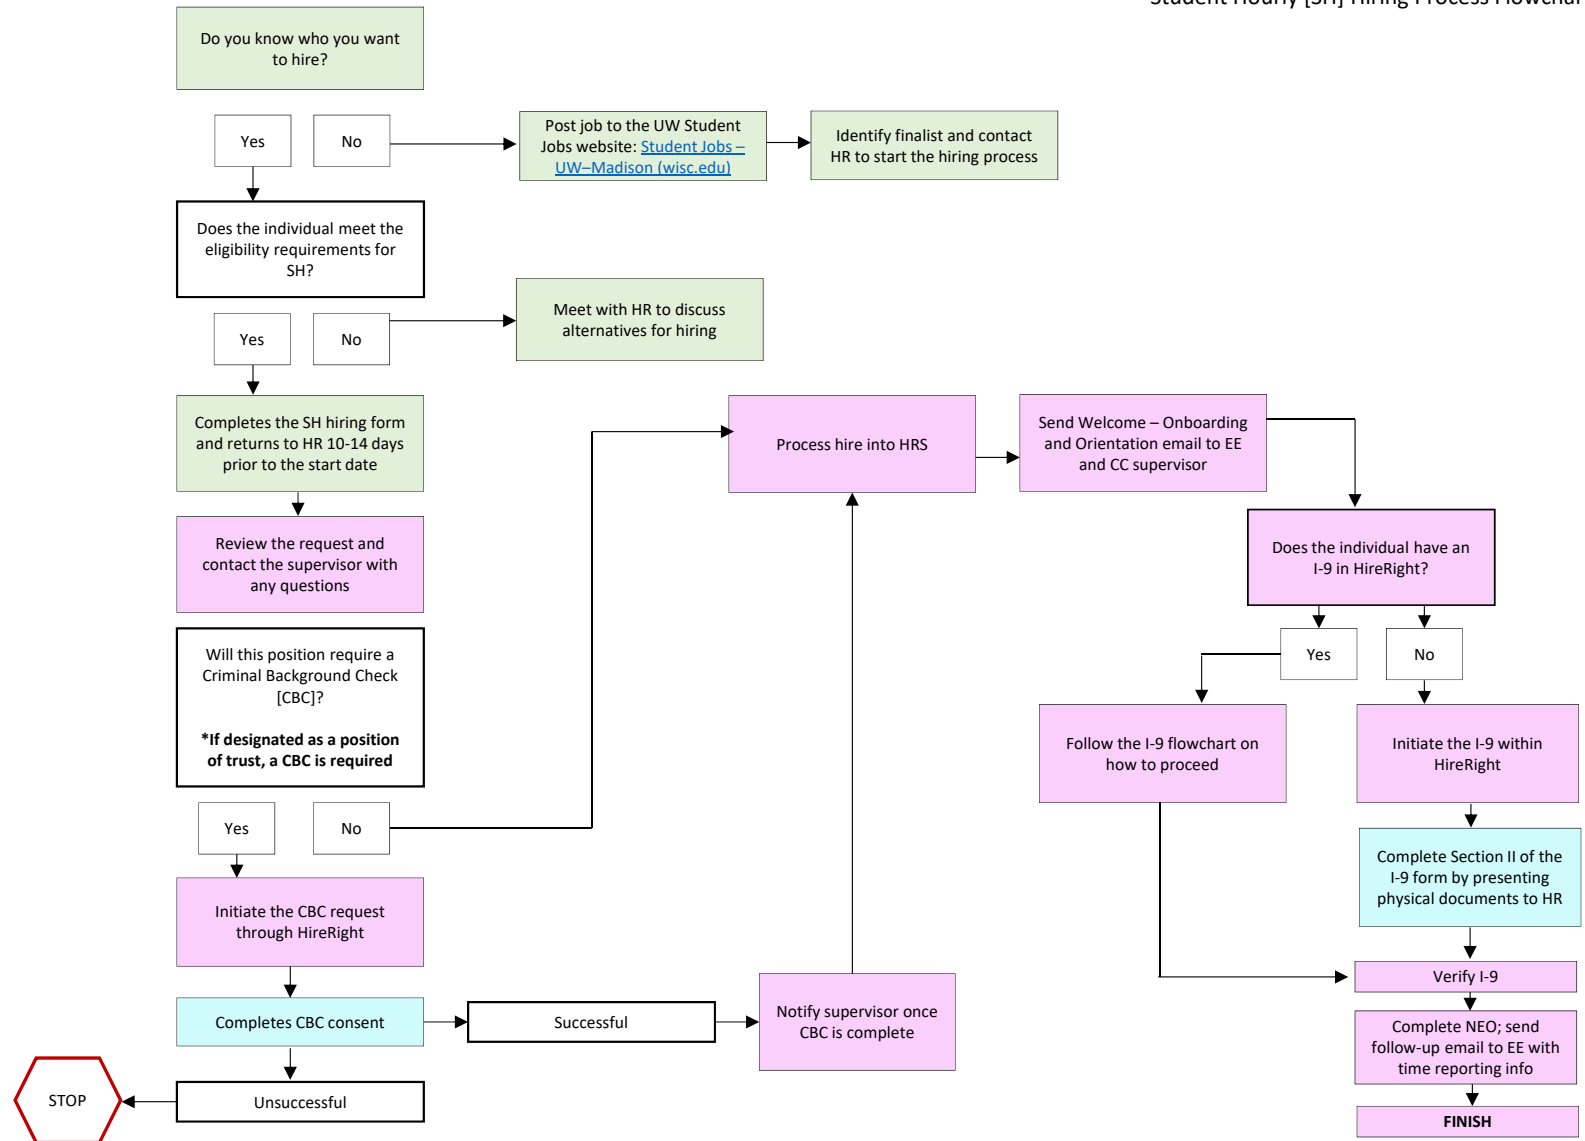 Student Hourly [SH] Hiring Process Flowchar
Do you know who you want
to hire?
Yes
No
Post job to the UW Student
Jobs website: Student Jobs –
UW–Madison (wisc.edu)
Identify finalist and contact
HR to start the hiring process
Does the individual meet the
eligibility requirements for
SH?
Yes
No
Meet with HR to discuss
alternatives for hiring
Completes the SH hiring form
and returns to HR 10-14 days
prior to the start date
Review the request and
contact the supervisor with
any questions
Will this position require a
Criminal Background Check
[CBC]?
*If designated as a position
of trust, a CBC is required
Yes
No
Initiate the CBC request
through HireRight
Completes CBC consent
Successful
Notify supervisor once
CBC is complete
Unsuccessful
STOP
Process hire into HRS
Send Welcome – Onboarding
and Orientation email to EE
and CC supervisor
Does the individual have an
I-9 in HireRight?
Yes
No
Follow the I-9 flowchart on
how to proceed
Initiate the I-9 within
HireRight
Complete Section II of the
I-9 form by presenting
physical documents to HR
Verify I-9
Complete NEO; send
follow-up email to EE with
time reporting info
FINISH